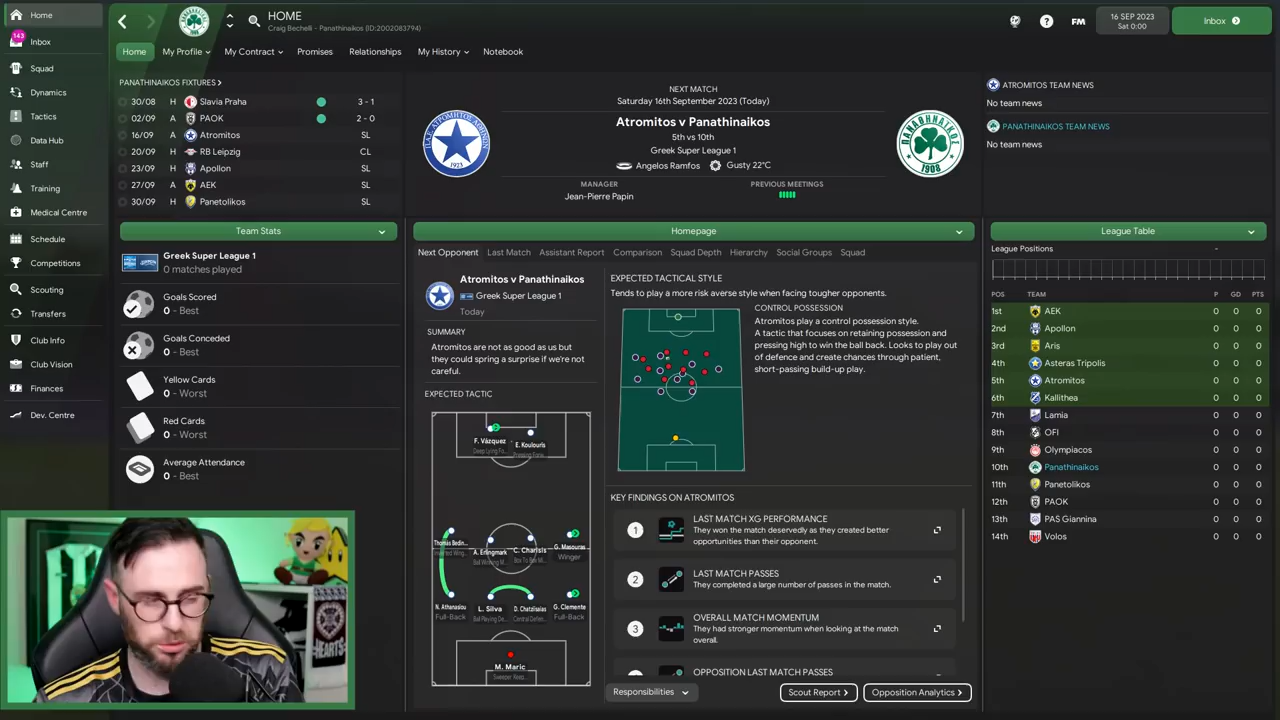 Home
143
Inbox
Squad
Dynamics
Tactics
Data Hub
Staff
Training
Medical Centre
Schedule
Competitions
Scouting
Transfers
Club Info
Club Vision
Finances
Dev. Centre
HOME
Craig Bechelli - Panathinaikos (ID:2002083794)
FM
16 SEP 2023
Sat 0:00
Inbox
Home
My Profile
My Contract
Promises
Relationships
My History
Notebook
PANATHINAIKOS FIXTURES >
30/08 H Slavia Praha 3 - 1
02/09 A PAOK 2 - 0
16/09 A Atromitos SL
20/09 H RB Leipzig CL
23/09 H Apollon SL
27/09 A AEK SL
30/09 H Panetolikos SL
NEXT MATCH
Saturday 16th September 2023 (Today)
Atromitos v Panathinaikos
5th vs 10th
Greek Super League 1
Angelos Ramfos Gusty 22°C
MANAGER
Jean-Pierre Papin
PREVIOUS MEETINGS
1923
ΠΑΝΑΘΗΝΑΪΚΟΣ
1908
ATROMITOS TEAM NEWS
No team news
PANATHINAIKOS TEAM NEWS
No team news
Team Stats
Greek Super League 1
0 matches played
Goals Scored
0 - Best
Goals Conceded
0 - Best
Yellow Cards
0 - Worst
Red Cards
0 - Worst
Average Attendance
0 - Best
Homepage
Next Opponent
Last Match
Assistant Report
Comparison
Squad Depth
Hierarchy
Social Groups
Squad
Atromitos v Panathinaikos
Greek Super League 1
Today
SUMMARY
Atromitos are not as good as us but
they could spring a surprise if we're not
careful.
EXPECTED TACTIC
F. Vázquez
E. Koulouris
Thomas Bedin...
A. Erlingmark
C. Charisis
G. Masouras
Winger
N. Athanasiou
Full-Back
L. Silva
D. Chatziisaias
G. Clemente
Full-Back
M. Maric
EXPECTED TACTICAL STYLE
Tends to play a more risk averse style when facing tougher opponents.
CONTROL POSSESSION
Atromitos play a control possession style.
A tactic that focuses on retaining possession and
pressing high to win the ball back. Looks to play out
of defence and create chances through patient,
short-passing build-up play.
KEY FINDINGS ON ATROMITOS
1
LAST MATCH XG PERFORMANCE
They won the match deservedly as they created better
opportunities than their opponent.
2
LAST MATCH PASSES
They completed a large number of passes in the match.
3
OVERALL MATCH MOMENTUM
They had stronger momentum when looking at the match
overall.
OPPOSITION LAST MATCH PASSES
Responsibilities
Scout Report >
Opposition Analytics >
League Table
League Positions -
POS TEAM P GD PTS
1st AEK 0 0 0
2nd Apollon 0 0 0
3rd Aris 0 0 0
4th Asteras Tripolis 0 0 0
5th Atromitos 0 0 0
6th Kallithea 0 0 0
7th Lamia 0 0 0
8th OFI 0 0 0
9th Olympiacos 0 0 0
10th Panathinaikos 0 0 0
11th Panetolikos 0 0 0
12th PAOK 0 0 0
13th PAS Giannina 0 0 0
14th Volos 0 0 0
HEARTS